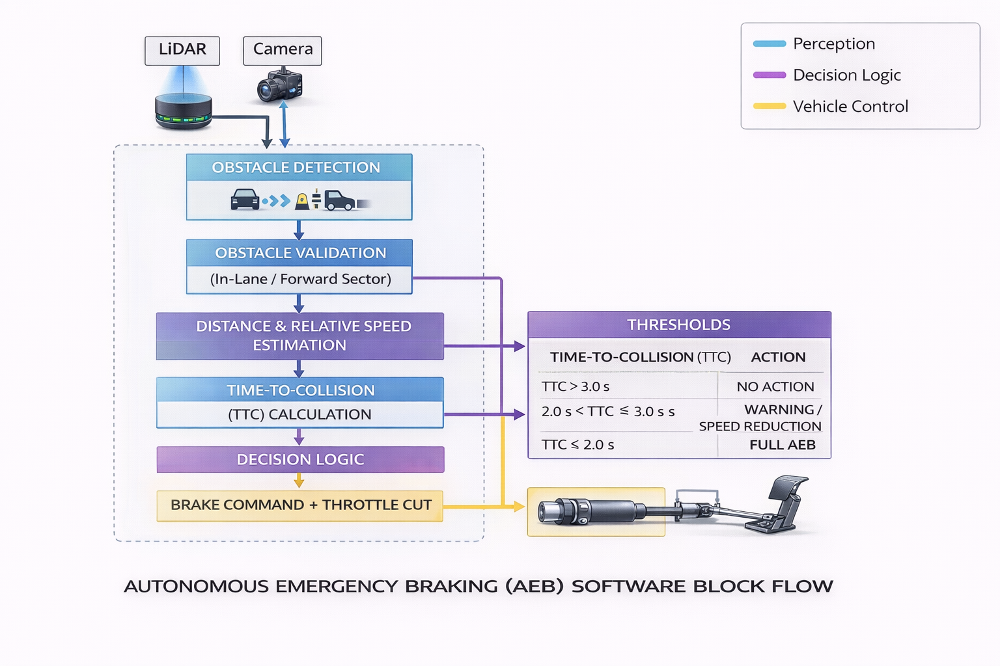 LiDAR
Camera
Perception
Decision Logic
Vehicle Control
OBSTACLE DETECTION
OBSTACLE VALIDATION
(In-Lane / Forward Sector)
DISTANCE & RELATIVE SPEED
ESTIMATION
TIME-TO-COLLISION
(TTC) CALCULATION
DECISION LOGIC
BRAKE COMMAND + THROTTLE CUT
THRESHOLDS
TIME-TO-COLLISION (TTC) ACTION
TTC > 3.0 s NO ACTION
2.0 s < TTC ≤ 3.0 s s WARNING /
SPEED REDUCTION
TTC ≤ 2.0 s FULL AEB
AUTONOMOUS EMERGENCY BRAKING (AEB) SOFTWARE BLOCK FLOW